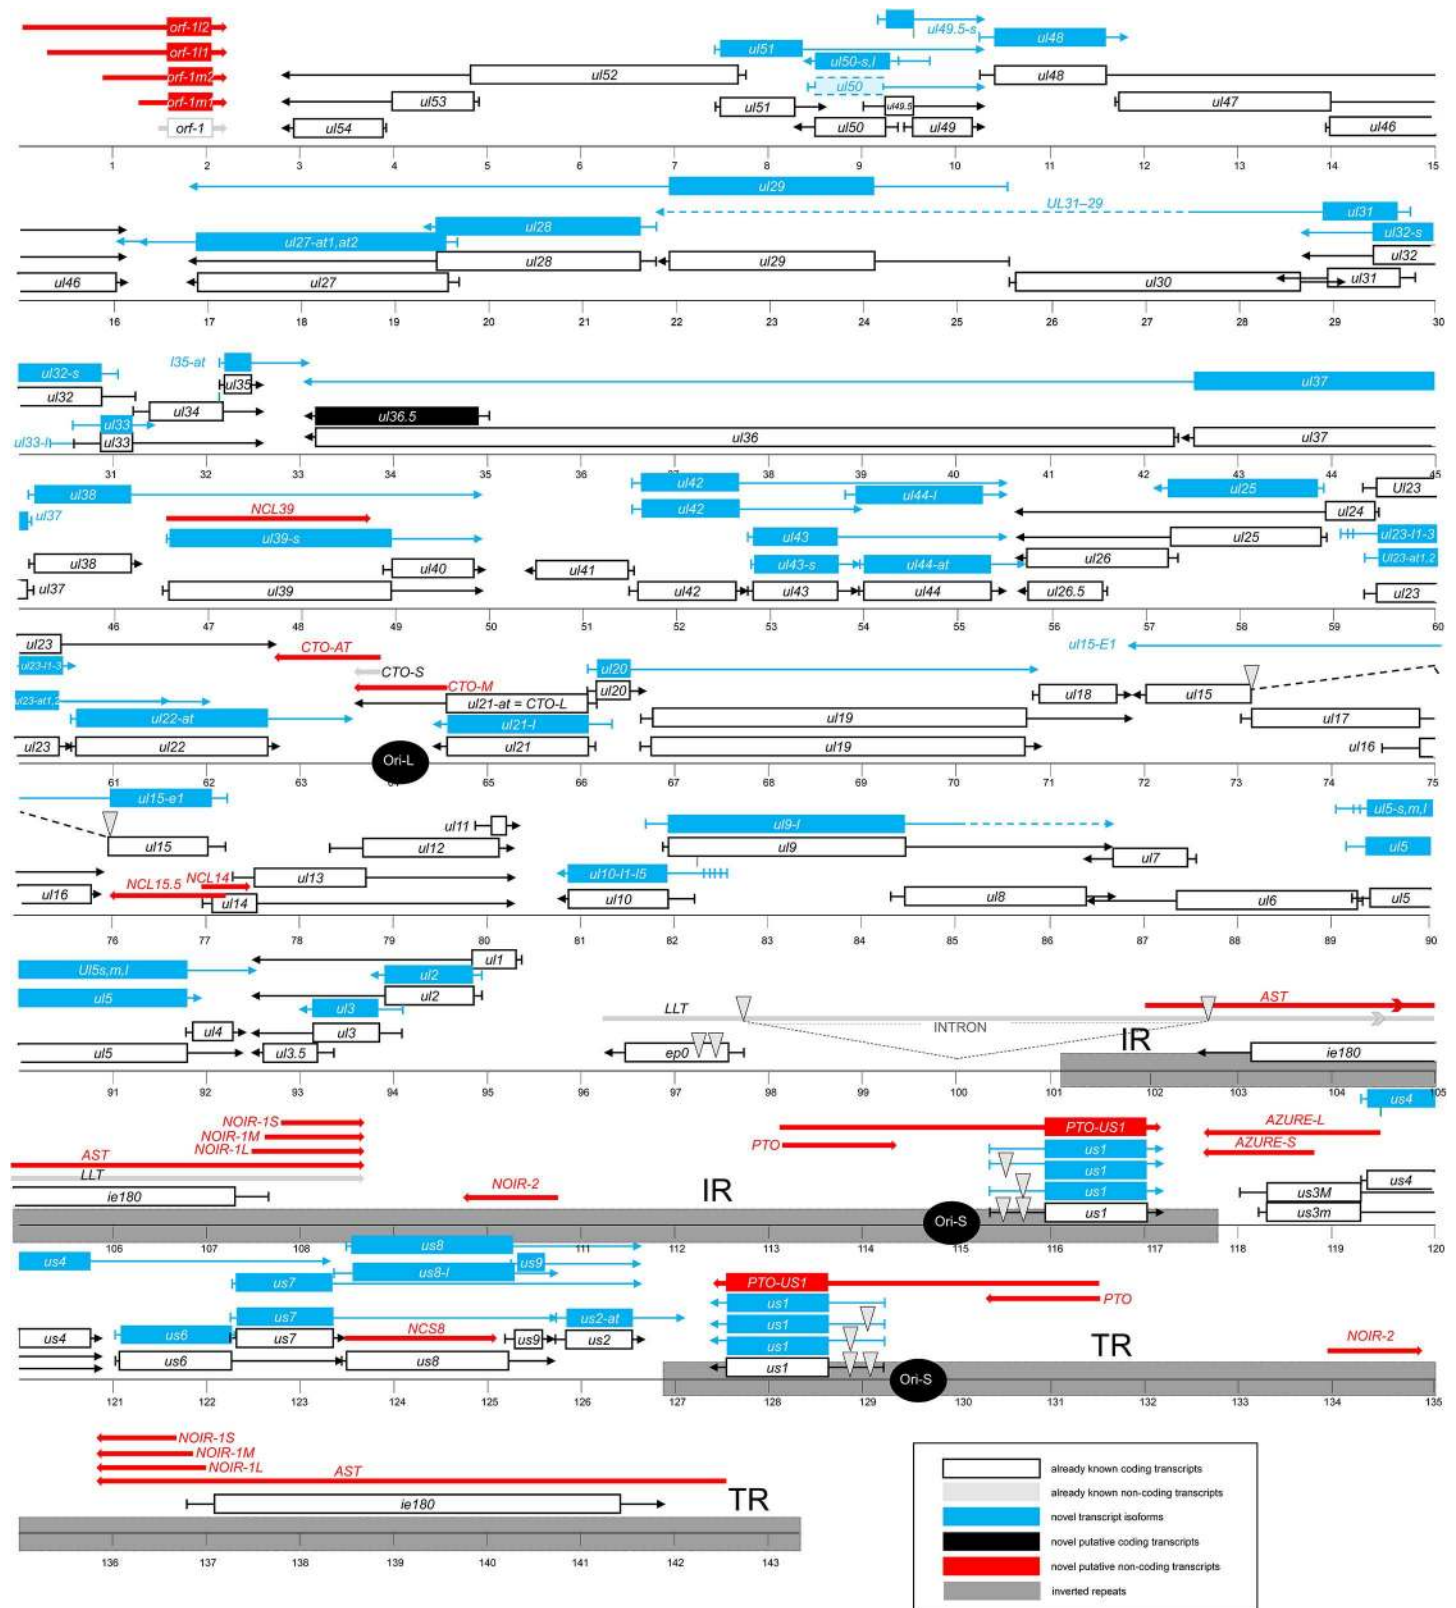 orf-1l2
orf-1l1
orf-1m2
orf-1m1
orf-1
ul52
ul53
ul54
ul51
ul50-s,l
ul50
ul51
ul50
ul49.5-s
ul49.5
ul49
ul48
ul48
ul47
ul46
1 2 3 4 5 6 7 8 9 10 11 12 13 14 15
ul29
UL31–29
ul31
ul28
ul32-s
ul27-at1,at2
ul28
ul29
ul32
ul46
ul27
ul30
ul31
16 17 18 19 20 21 22 23 24 25 26 27 28 29 30
l35-at
ul32-s
ul35
ul37
ul32
ul34
ul36.5
ul33
ul33-l
ul33
ul36
ul37
31 32 33 34 35 36 37 38 39 40 41 42 43 44 45
ul38
ul42
ul44-l
ul25
Ul23
ul37
NCL39
ul42
ul24
ul39-s
ul43
ul25
ul23-l1-3
ul38
ul40
ul41
ul43-s
ul44-at
ul26
Ul23-at1,2
ul37
ul39
ul42
ul43
ul44
ul26.5
ul23
46 47 48 49 50 51 52 53 54 55 56 57 58 59 60
ul23
CTO-AT
ul15-E1
ul23-l1-3
CTO-S
ul20
CTO-M
ul20
ul18
ul15
ul23-at1,2
ul21-at = CTO-L
ul22-at
ul21-l
ul19
ul17
ul23
ul22
ul21
ul19
ul16
Ori-L
61 62 64 65 66 67 68 69 70 71 72 73 74 75
ul15-e1
ul5-s,m,l
ul11
ul9-l
ul15
ul12
ul9
ul5
ul7
NCL14
ul13
ul10-l1-l5
ul16
NCL15.5
ul14
ul10
ul8
ul6
ul5
76 77 78 79 80 81 82 83 84 85 86 87 88 89 90
ul1
Ul5s,m,l
ul2
ul5
ul2
AST
ul3
LLT
ul4
ul3
INTRON
ul5
ul3.5
ep0
IR
ie180
91 92 93 94 95 96 97 98 99 100 101 102 103 104 105
us4
NOIR-1S
PTO-US1
AZURE-L
NOIR-1M
NOIR-1L
PTO
us1
AZURE-S
AST
us1
LLT
us1
us4
ie180
NOIR-2
IR
us1
us3M
us3m
Ori-S
106 107 108 109 110 111 112 113 114 115 116 117 118 119 120
us8
us4
us9
us8-l
us7
PTO-US1
PTO
us1
us7
us2-at
us1
us6
us1
us4
us7
NCS8
us9
us2
NOIR-2
us6
us8
us1
TR
Ori-S
121 122 123 124 125 126 127 128 129 130 131 132 133 134 135
NOIR-1S
NOIR-1M
NOIR-1L
AST
ie180
TR
136 137 138 139 140 141 142 143
already known coding transcripts
already known non-coding transcripts
novel transcript isoforms
novel putative coding transcripts
novel putative non-coding transcripts
inverted repeats